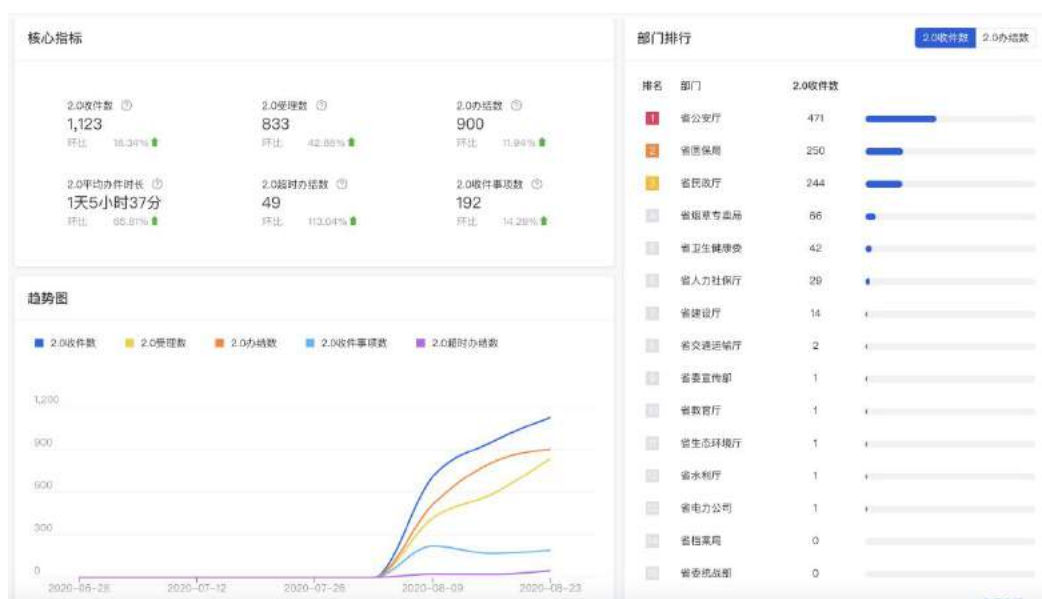 核心指标
2.0收件数
1,123
环比 18.34%
2.0受理数
833
环比 42.88%
2.0办结数
900
环比 11.94%
2.0平均办件时长
1天5小时37分
环比
2.0超时办结数
49
环比 113.04%
2.0收件事项数
192
环比 14.29%
趋势图
2.0收件数 2.0受理数 2.0办结数 2.0收件事项数 2.0超时办结数
1,200
900
600
300
0
2020-06-28 2020-07-12 2020-07-26 2020-08-09 2020-08-23
部门排行
2.0收件数 2.0办结数
排名 部门 2.0收件数
1 省公安厅 471
2 省医保局 250
3 省民政厅 244
省烟草专卖局 66
省卫生健康委 42
省人力社保厅 29
省建设厅 14
省交通运输厅 2
省委宣传部 1
省教育厅 1
省生态环境厅 1
省水利厅 1
省电力公司 1
省档案局 0
省委统战部 0